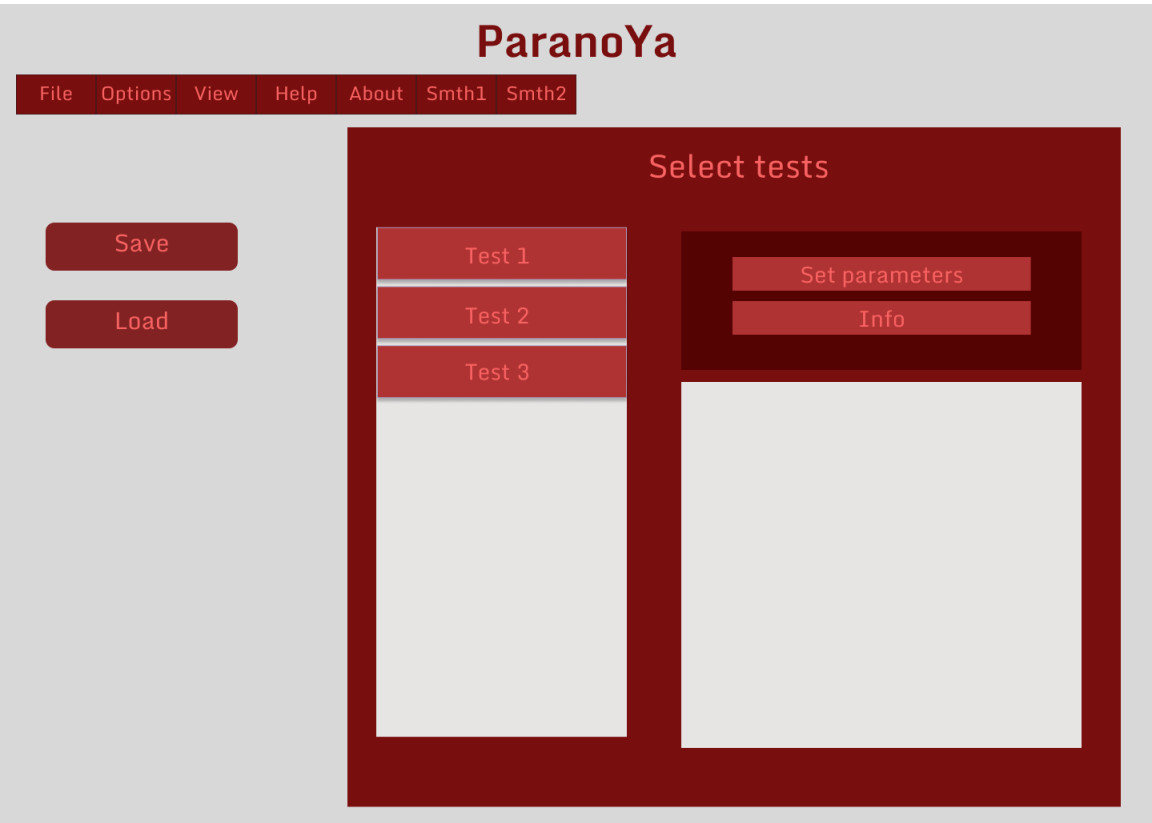 ParanoYa
File Options View Help About Smth1 Smth2
Select tests
Save
Load
Test 1
Test 2
Test 3
Set parameters
Info